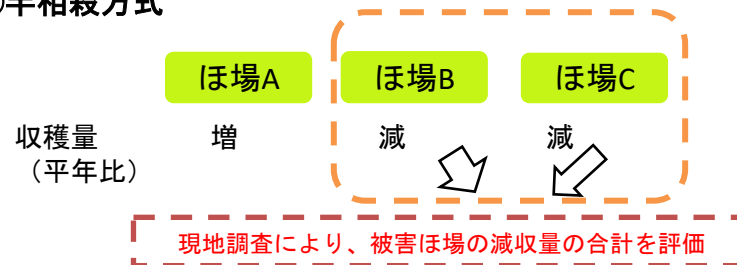 半相殺方式
ほ場A ほ場B ほ場C
収穫量 増 減 減
（平年比）
現地調査により、被害ほ場の減収量の合計を評価